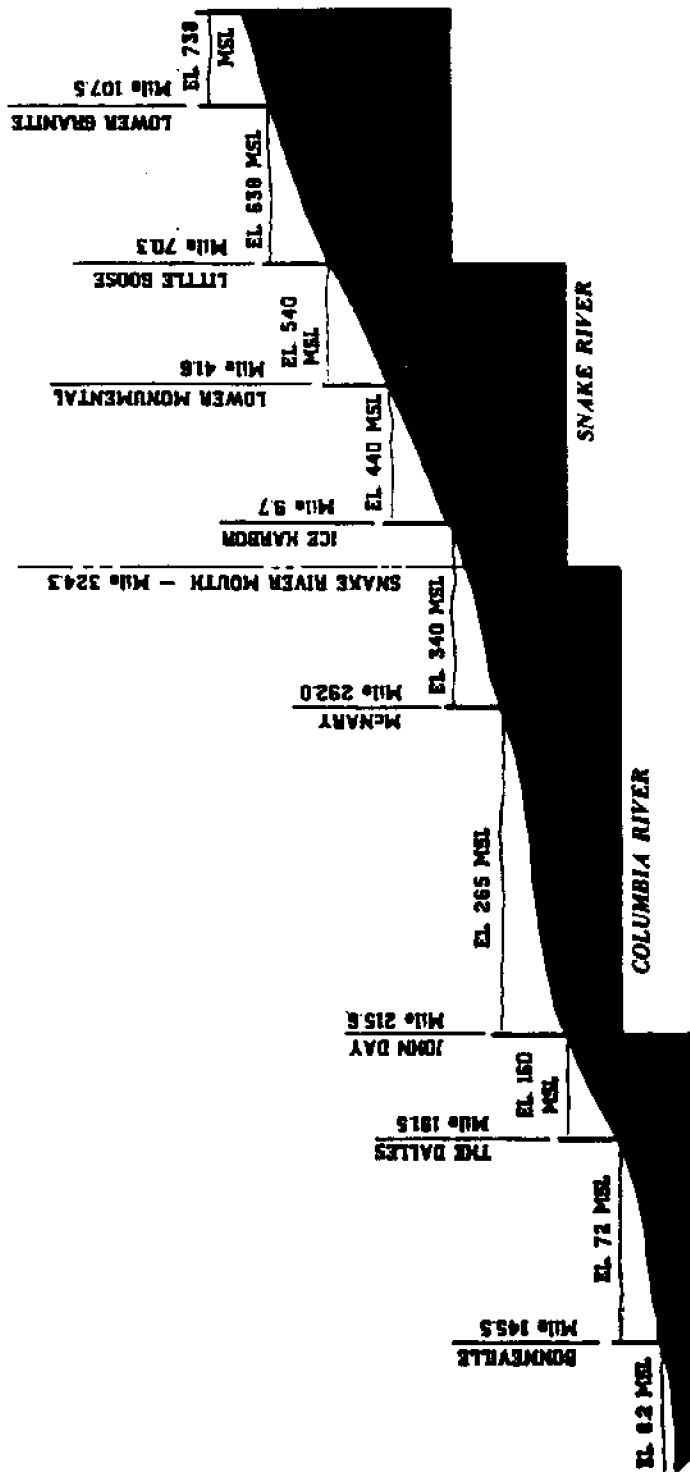 BONNEVILLE
Mile 145.5
THE DALLES
Mile 191.5
JOHN DAY
Mile 215.6
McNARY
Mile 292.0
SNAKE RIVER MOUTH — Mile 324.3
ICE HARBOR
Mile 9.7
LOWER MONUMENTAL
Mile 41.6
LITTLE GOOSE
Mile 70.3
LOWER GRANITE
Mile 107.5
EL 8.2 MSL
EL 72 MSL
EL 160
MSL
EL 265 MSL
EL 340 MSL
EL 440 MSL
EL 540
MSL
EL 638 MSL
EL 738
MSL
COLUMBIA RIVER
SNAKE RIVER